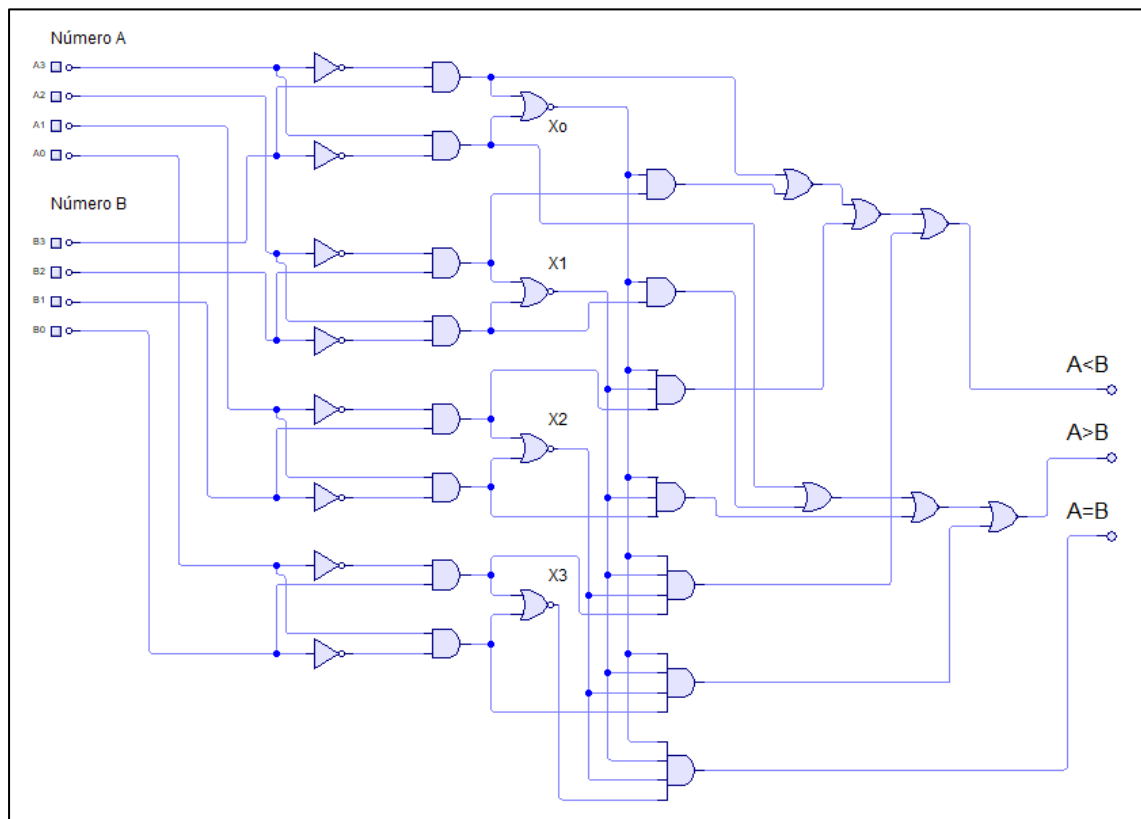 Número A
A3
A2
A1
A0
Número B
B3
B2
B1
B0
Xo
X1
X2
X3
A<B
A>B
A=B